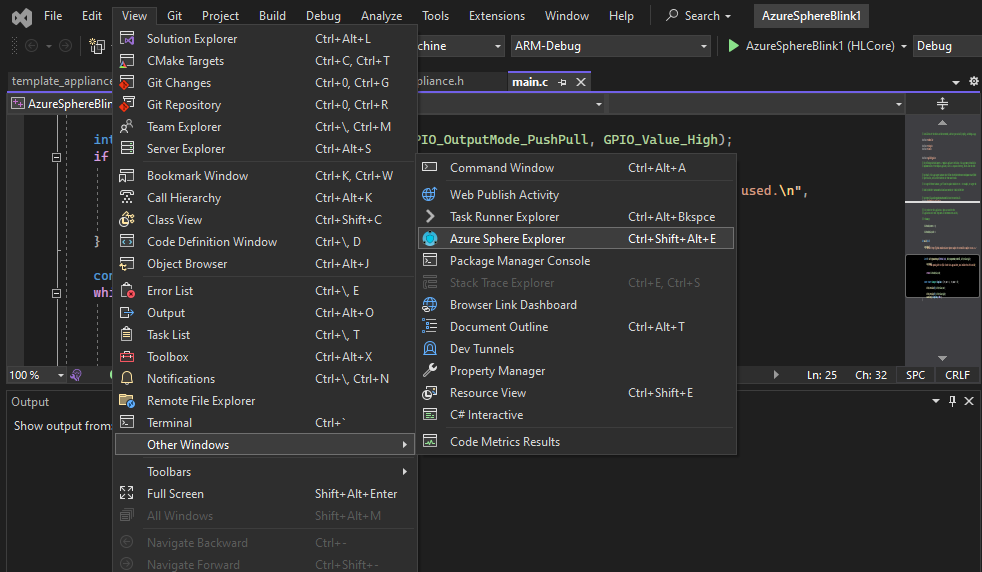 File Edit View Git Project Build Debug Analyze Tools Extensions Window Help Search AzureSphereBlink1
chine ARM-Debug AzureSphereBlink1 (HLCore) Debug
template_appliance pliance.h main.c
AzureSphereBlin
int PIO_OutputMode_PushPull, GPIO_Value_High);
if
used.\n",
}
con
whi
Solution Explorer Ctrl+Alt+L
CMake Targets Ctrl+C, Ctrl+T
Git Changes Ctrl+0, Ctrl+G
Git Repository Ctrl+0, Ctrl+R
Team Explorer Ctrl+\, Ctrl+M
Server Explorer Ctrl+Alt+S
Bookmark Window Ctrl+K, Ctrl+W
Call Hierarchy Ctrl+Alt+K
Class View Ctrl+Shift+C
Code Definition Window Ctrl+\, D
Object Browser Ctrl+Alt+J
Error List Ctrl+\, E
Output Ctrl+Alt+O
Task List Ctrl+\, T
Toolbox Ctrl+Alt+X
Notifications Ctrl+\, Ctrl+N
Remote File Explorer
Terminal Ctrl+`
Other Windows
Toolbars
Full Screen Shift+Alt+Enter
All Windows Shift+Alt+M
Navigate Backward Ctrl+-
Navigate Forward Ctrl+Shift+-
Command Window Ctrl+Alt+A
Web Publish Activity
Task Runner Explorer Ctrl+Alt+Bkspce
Azure Sphere Explorer Ctrl+Shift+Alt+E
Package Manager Console
Stack Trace Explorer Ctrl+E, Ctrl+S
Browser Link Dashboard
Document Outline Ctrl+Alt+T
Dev Tunnels
Property Manager
Resource View Ctrl+Shift+E
C# Interactive
Code Metrics Results
100 % Ln: 25 Ch: 32 SPC CRLF
Output
Show output from: